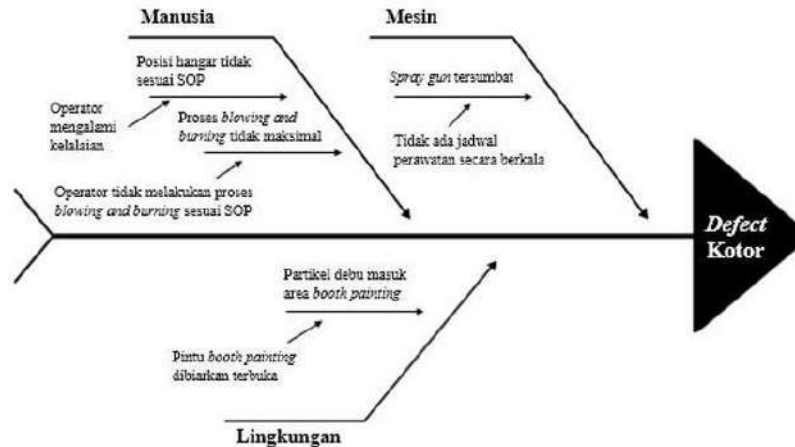 Manusia
Mesin
Posisi hangar tidak
sesuai SOP
Operator
mengalami
kelalaian
Proses blowing and
burning tidak maksimal
Operator tidak melakukan proses
blowing and burning sesuai SOP
Spray gun tersumbat
Tidak ada jadwal
perawatan secara berkala
Defect
Kotor
Partikel debu masuk
area booth painting
Pintu booth painting
dibiarkan terbuka
Lingkungan